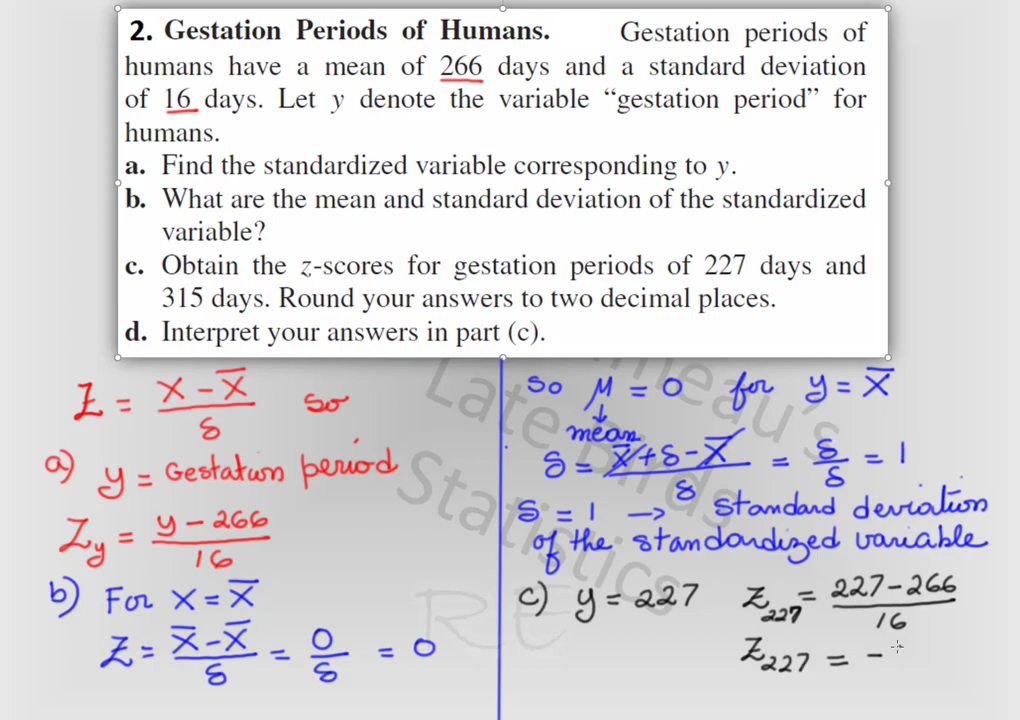 2. Gestation Periods of Humans. Gestation periods of
humans have a mean of 266 days and a standard deviation
of 16 days. Let y denote the variable “gestation period” for
humans.
a. Find the standardized variable corresponding to y.
b. What are the mean and standard deviation of the standardized
variable?
c. Obtain the z-scores for gestation periods of 227 days and
315 days. Round your answers to two decimal places.
d. Interpret your answers in part (c).
Z = (x - x̅)/s so
a) y = Gestation period
Z_y = (y - 266)/16
b) For x = x̅
Z = (x̅ - x̅)/s = 0/s = 0
so μ = 0 for y = x̅
↓
mean
s = (x̅ + s - x̅)/s = s/s = 1
s = 1 → standard deviation
of the standardized variable
c) y = 227 Z_227 = (227 - 266)/16
Z_227 = -
Late Birds
Statistics
RE